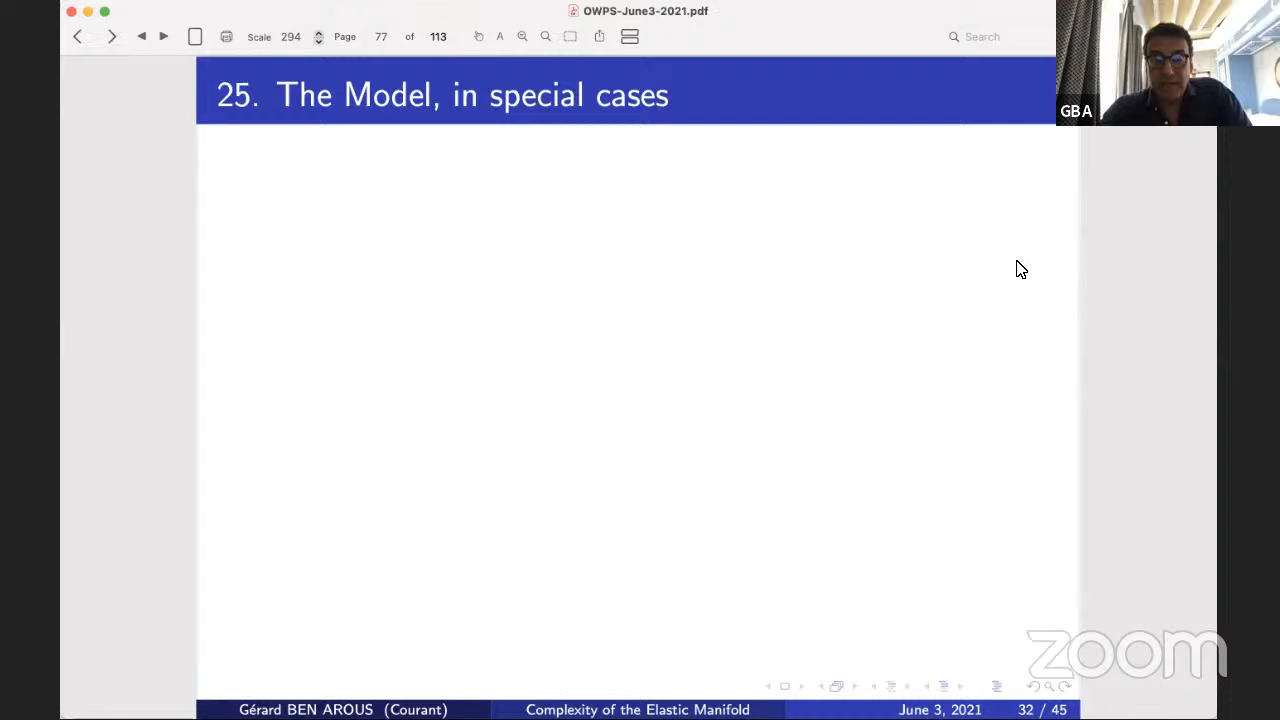 OWPS-June3-2021.pdf
Scale 294 Page 77 of 113 A Search
25. The Model, in special cases
GBA
zoom
Gérard BEN AROUS (Courant) Complexity of the Elastic Manifold June 3, 2021 32 / 45